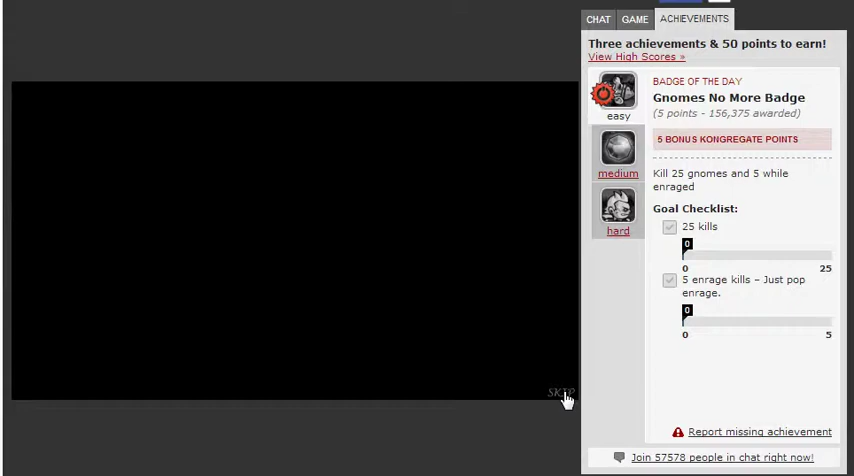 CHAT GAME ACHIEVEMENTS
Three achievements & 50 points to earn!
View High Scores »
BADGE OF THE DAY
Gnomes No More Badge
(5 points - 156,375 awarded)
easy
5 BONUS KONGREGATE POINTS
medium
Kill 25 gnomes and 5 while
enraged
Goal Checklist:
hard
25 kills
0
0 25
5 enrage kills – Just pop
enrage.
0
0 5
SKIP
Report missing achievement
Join 57578 people in chat right now!